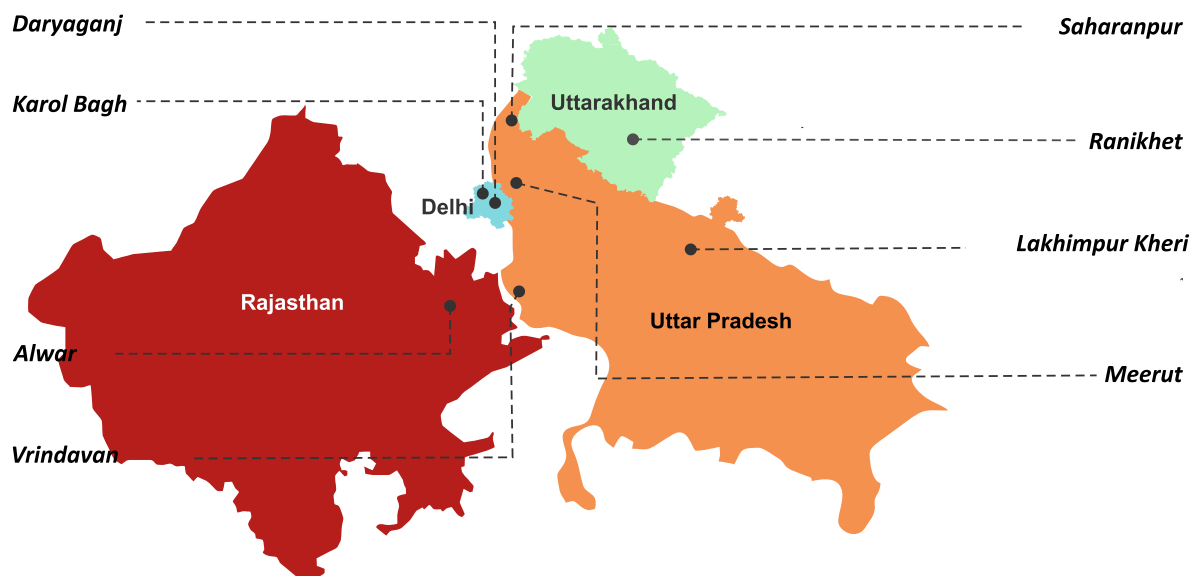 Daryaganj
Saharanpur
Karol Bagh
Uttarakhand
Ranikhet
Delhi
Lakhimpur Kheri
Rajasthan
Uttar Pradesh
Alwar
Meerut
Vrindavan